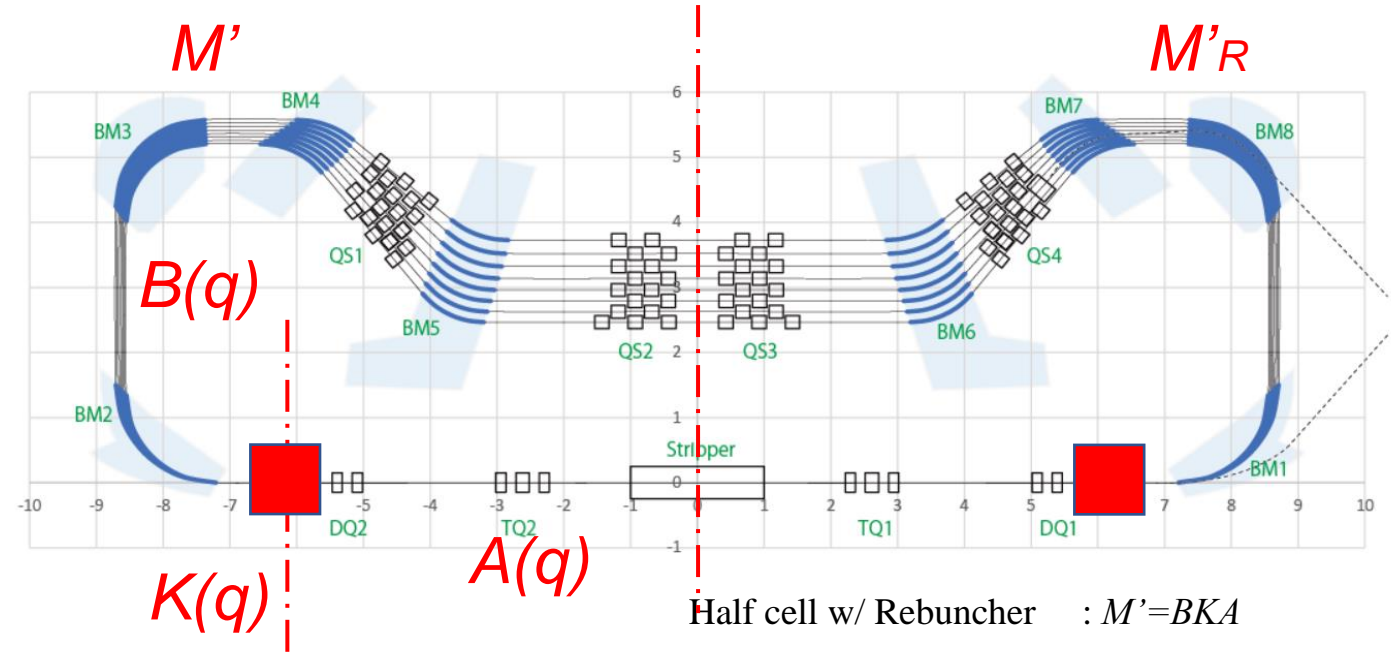 M’
M’R
6
BM4
BM7
BM3
BM8
5
4
QS1
QS4
B(q)
3
BM5
BM6
QS2
2
QS3
BM2
1
Stripper
BM1
0
-10 -9 -8 -7 -6 -5 -4 -3 -2 -1 0 1 2 3 4 5 6 7 8 9 10
DQ2
TQ2
TQ1
DQ1
-1
A(q)
K(q)
Half cell w/ Rebuncher : M’=BKA